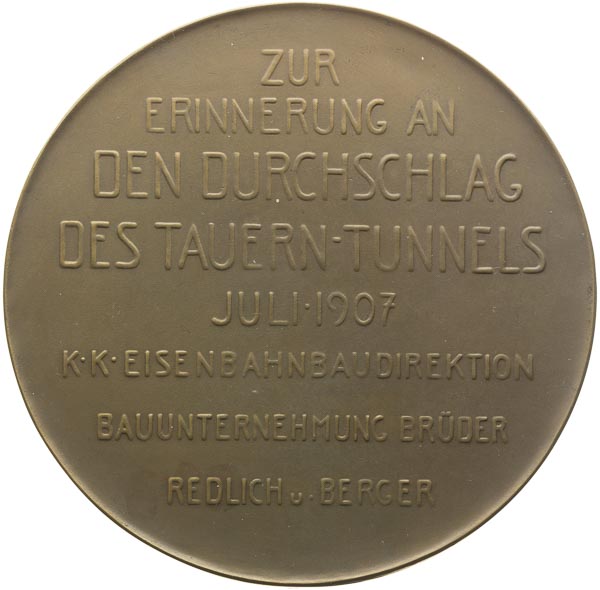 ZUR
ERINNERUNG AN
DEN DURCHSCHLAG
DES TAUERN-TUNNELS
JULI·1907
K·K·EISENBAHNBAUDIREKTION
BAUUNTERNEHMUNG BRÜDER
REDLICH u. BERGER